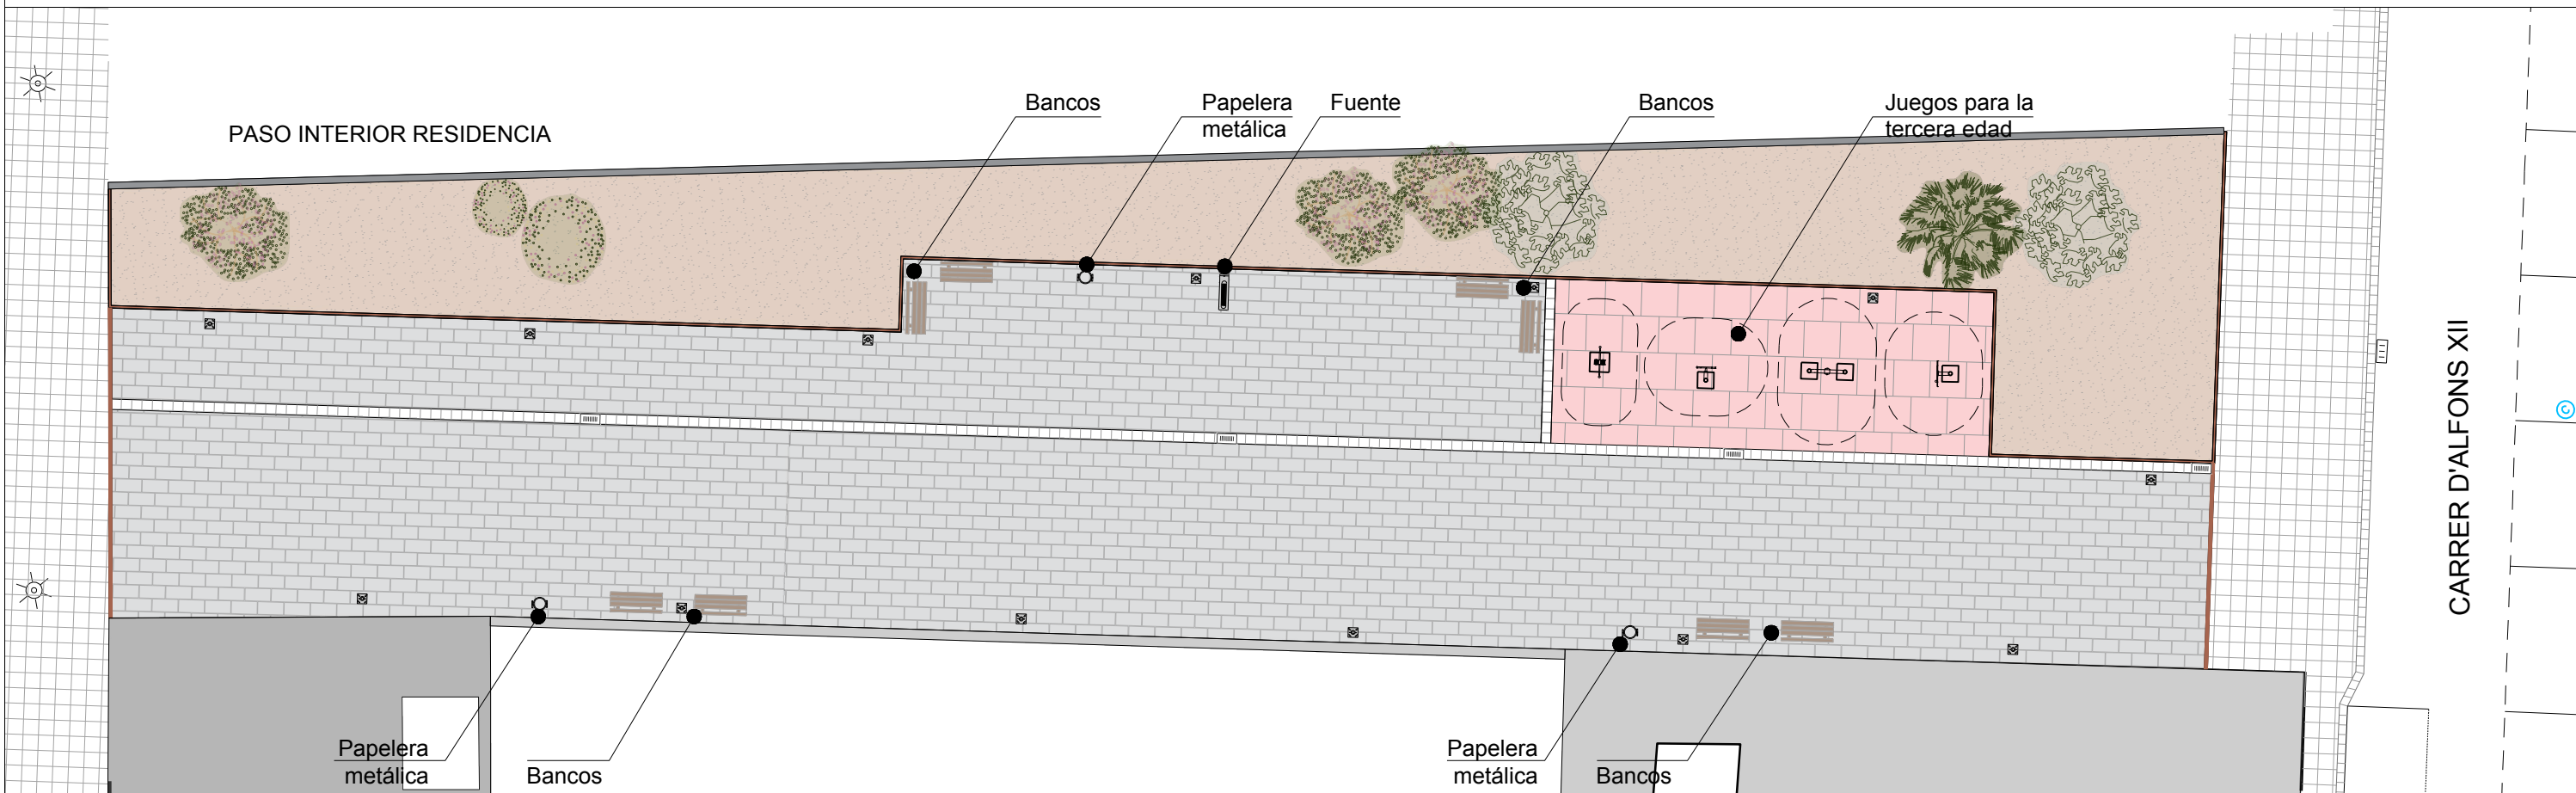 Bancos
Papelera
metálica
Fuente
Bancos
Juegos para la
tercera edad
PASO INTERIOR RESIDENCIA
CARRER D'ALFONS XII
©
Papelera
metálica
Bancos
Papelera
metálica
Bancos